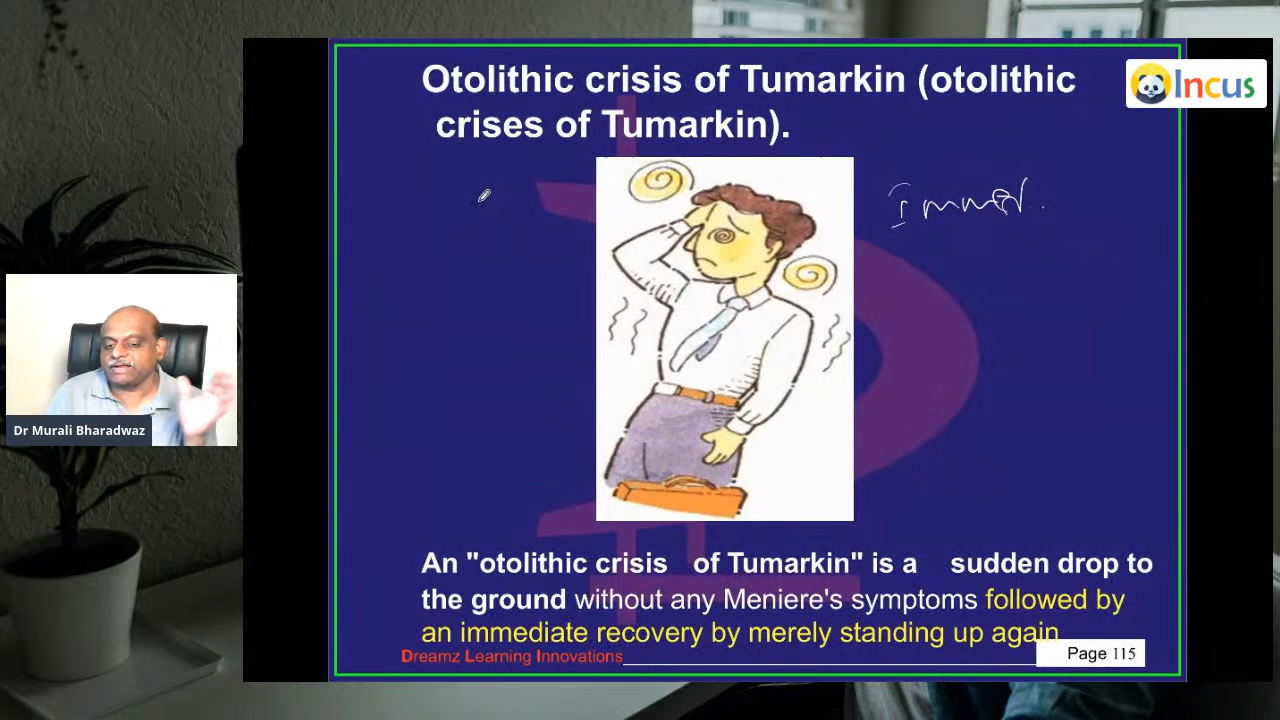 Otolithic crisis of Tumarkin (otolithic
crises of Tumarkin).
Incus
Dr Murali Bharadwaz
An "otolithic crisis of Tumarkin" is a sudden drop to
the ground without any Meniere's symptoms followed by
an immediate recovery by merely standing up again
Dreamz Learning Innovations
Page 115